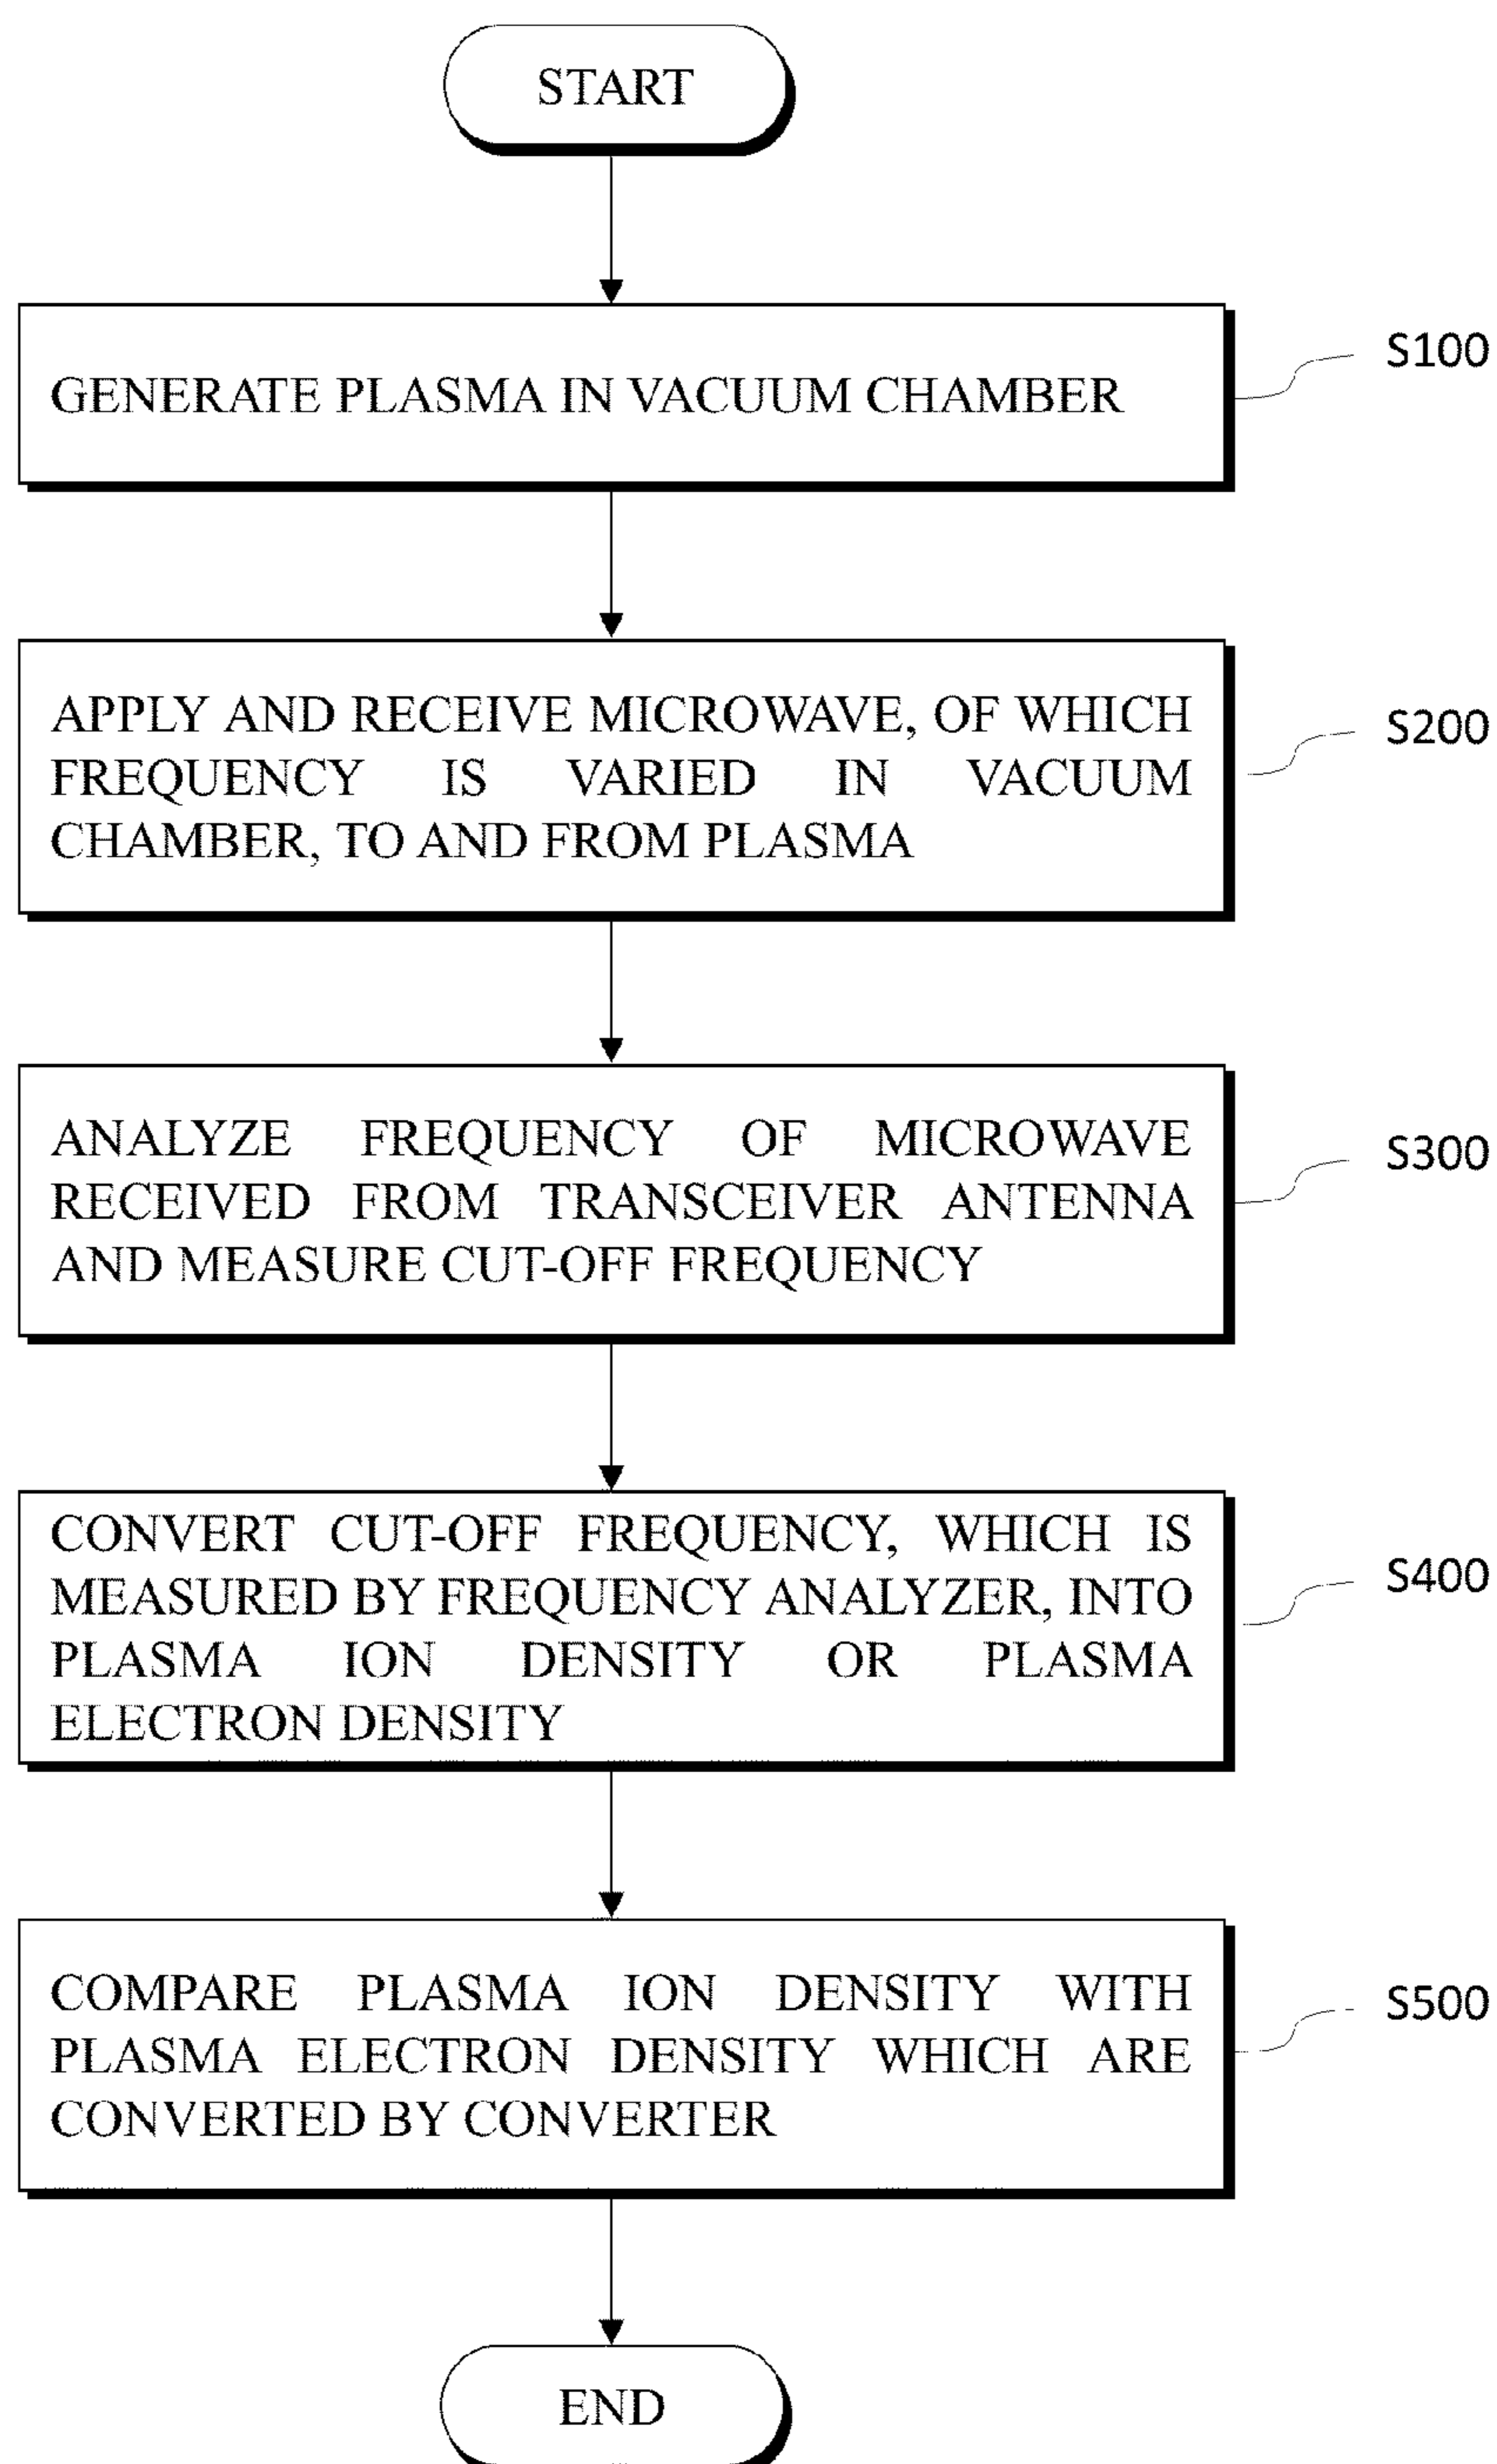 START
GENERATE PLASMA IN VACUUM CHAMBER
S100
APPLY AND RECEIVE MICROWAVE, OF WHICH
FREQUENCY IS VARIED IN VACUUM
CHAMBER, TO AND FROM PLASMA
S200
ANALYZE FREQUENCY OF MICROWAVE
RECEIVED FROM TRANSCEIVER ANTENNA
AND MEASURE CUT-OFF FREQUENCY
S300
CONVERT CUT-OFF FREQUENCY, WHICH IS
MEASURED BY FREQUENCY ANALYZER, INTO
PLASMA ION DENSITY OR PLASMA
ELECTRON DENSITY
S400
COMPARE PLASMA ION DENSITY WITH
PLASMA ELECTRON DENSITY WHICH ARE
CONVERTED BY CONVERTER
S500
END